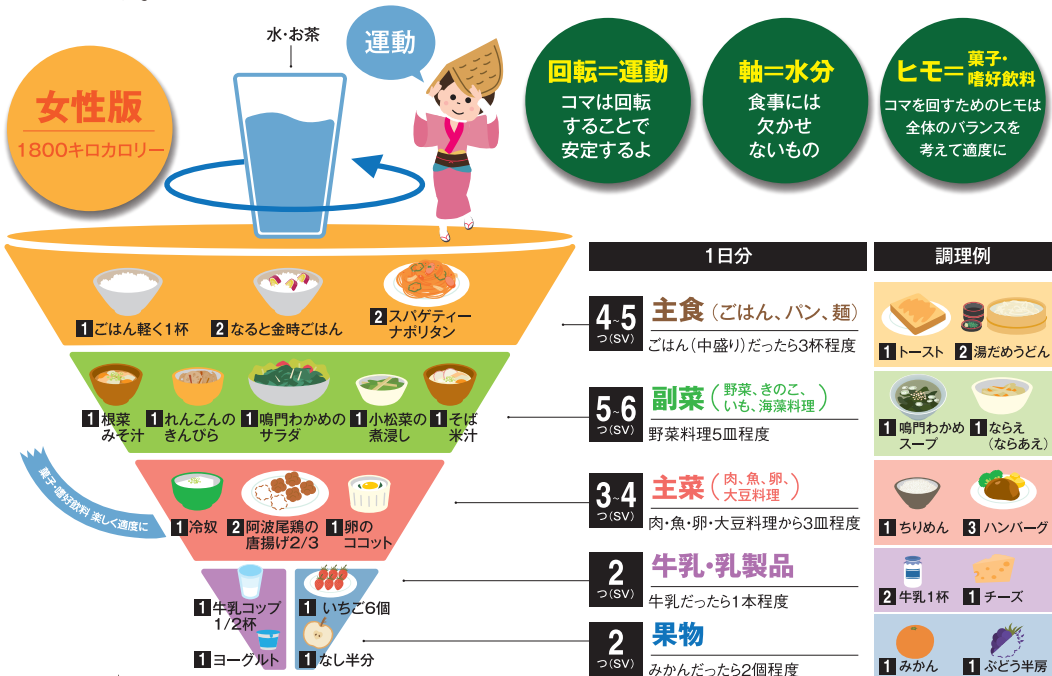 水・お茶
運動
女性版
1800キロカロリー
回転＝運動
コマは回転
することで
安定するよ
軸＝水分
食事には
欠かせ
ないもの
ヒモ＝菓子・
嗜好飲料
コマを回すためのヒモは
全体のバランスを
考えて適度に
1 ごはん軽く1杯
2 なると金時ごはん
2 スパゲティー
ナポリタン
1 根菜
みそ汁
1 れんこんの
きんぴら
1 鳴門わかめの
サラダ
1 小松菜の
煮浸し
1 そば
米汁
菓子・嗜好飲料 楽しく適度に
1 冷奴
2 阿波尾鶏の
唐揚げ2/3
1 卵の
ココット
1 牛乳コップ
1/2杯
1 いちご6個
1 ヨーグルト
1 なし半分
1日分
4~5
つ(SV)
主食（ごはん、パン、麺）
ごはん（中盛り）だったら3杯程度
5~6
つ(SV)
副菜（野菜、きのこ、
いも、海藻料理）
野菜料理5皿程度
3~4
つ(SV)
主菜（肉、魚、卵、
大豆料理）
肉・魚・卵・大豆料理から3皿程度
2
つ(SV)
牛乳・乳製品
牛乳だったら1本程度
2
つ(SV)
果物
みかんだったら2個程度
調理例
1 トースト
2 湯だめうどん
1 鳴門わかめ
スープ
1 ならえ
（ならあえ）
1 ちりめん
3 ハンバーグ
2 牛乳1杯
1 チーズ
1 みかん
1 ぶどう半房